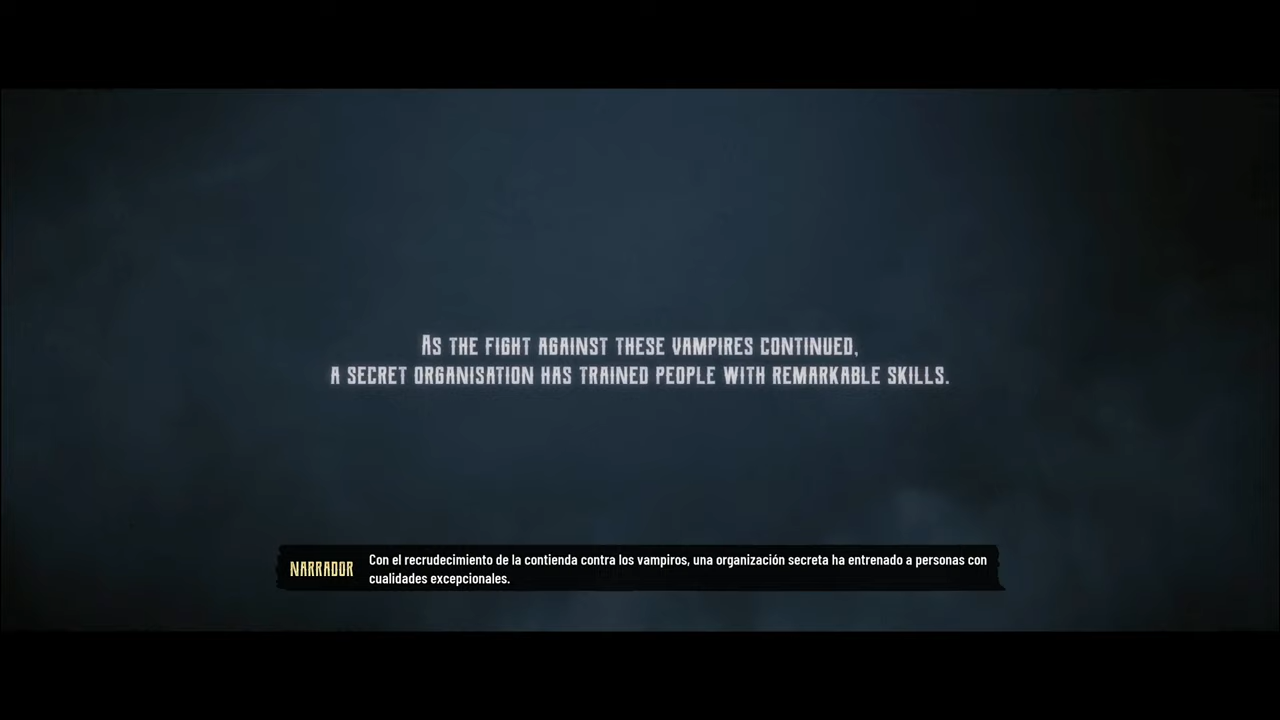 AS THE FIGHT AGAINST THESE VAMPIRES CONTINUED,
A SECRET ORGANISATION HAS TRAINED PEOPLE WITH REMARKABLE SKILLS.
NARRADOR
Con el recrudecimiento de la contienda contra los vampiros, una organización secreta ha entrenado a personas con
cualidades excepcionales.